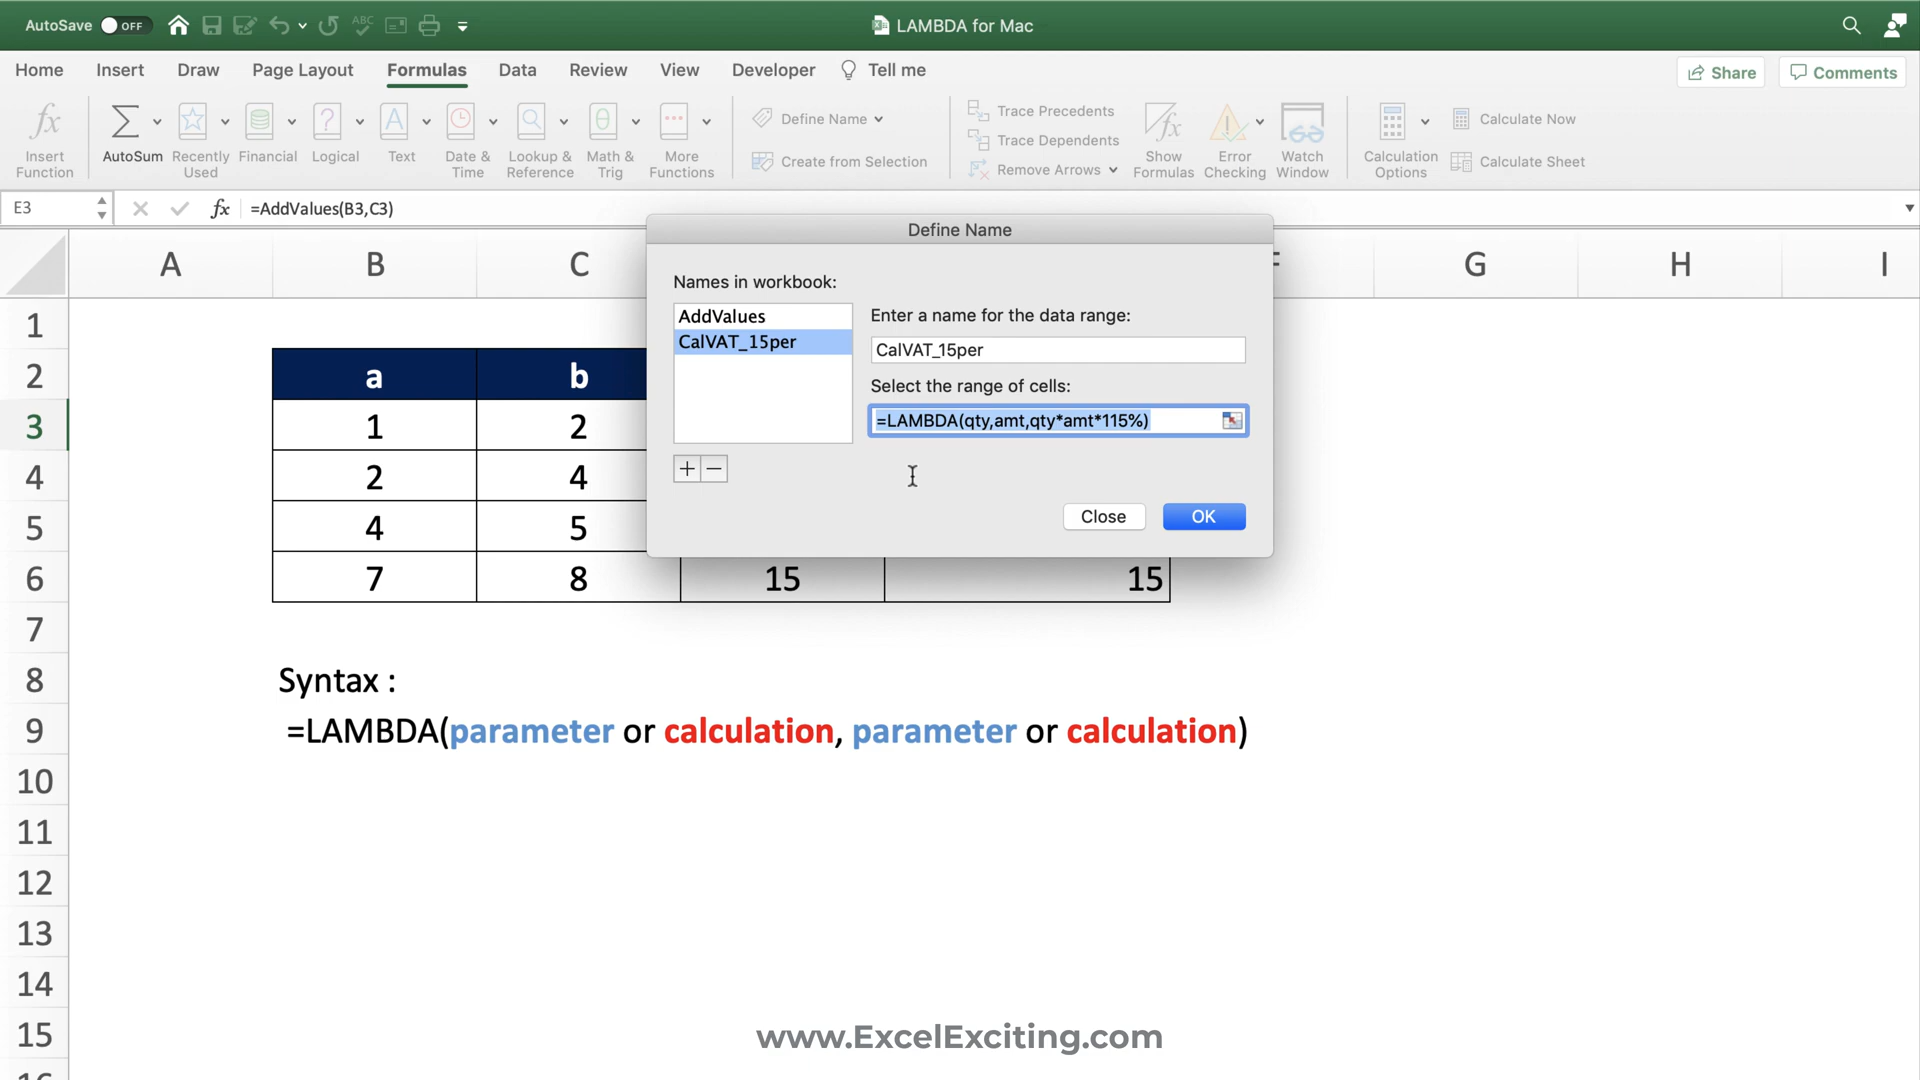 AutoSave OFF
ABC
LAMBDA for Mac
Home Insert Draw Page Layout Formulas Data Review View Developer Tell me
Share Comments
Insert Function
AutoSum
Recently Used
Financial
Logical
Text
Date & Time
Lookup & Reference
Math & Trig
More Functions
Define Name
Create from Selection
Trace Precedents
Trace Dependents
Remove Arrows
Show Formulas
Error Checking
Watch Window
Calculation Options
Calculate Now
Calculate Sheet
E3 fx =AddValues(B3,C3)
Define Name
Names in workbook:
AddValues
CalVAT_15per
Enter a name for the data range:
CalVAT_15per
Select the range of cells:
=LAMBDA(qty,amt,qty*amt*115%)
+ −
Close OK
A B C F G H I
1
2 a b
3 1 2
4 2 4
5 4 5
6 7 8 15 15
7
8 Syntax :
9 =LAMBDA(parameter or calculation, parameter or calculation)
10
11
12
13
14
15
www.ExcelExciting.com